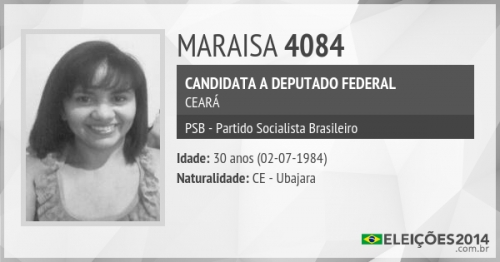 MARAISA 4084
CANDIDATA A DEPUTADO FEDERAL
CEARÁ
PSB - Partido Socialista Brasileiro
Idade: 30 anos (02-07-1984)
Naturalidade: CE - Ubajara
ELEIÇÕES2014
.com.br